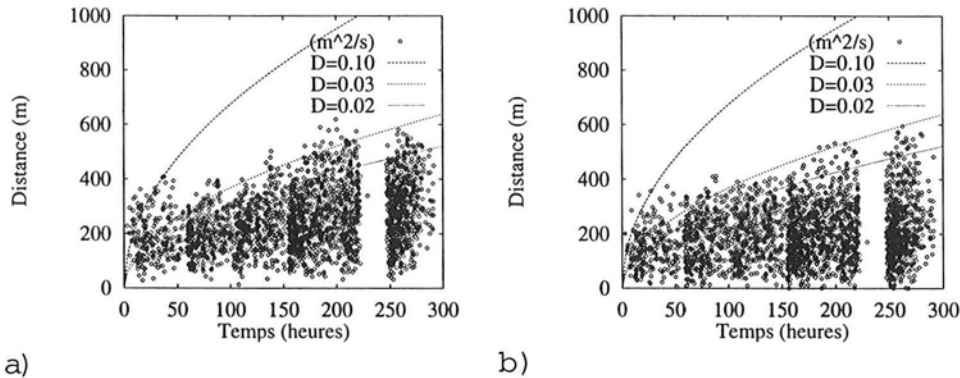 1000
800
600
400
200
0
Distance (m)
(m^2/s)
D=0.10
D=0.03
D=0.02
0 50 100 150 200 250 300
Temps (heures)
a)
1000
800
600
400
200
0
Distance (m)
(m^2/s)
D=0.10
D=0.03
D=0.02
0 50 100 150 200 250 300
Temps (heures)
b)